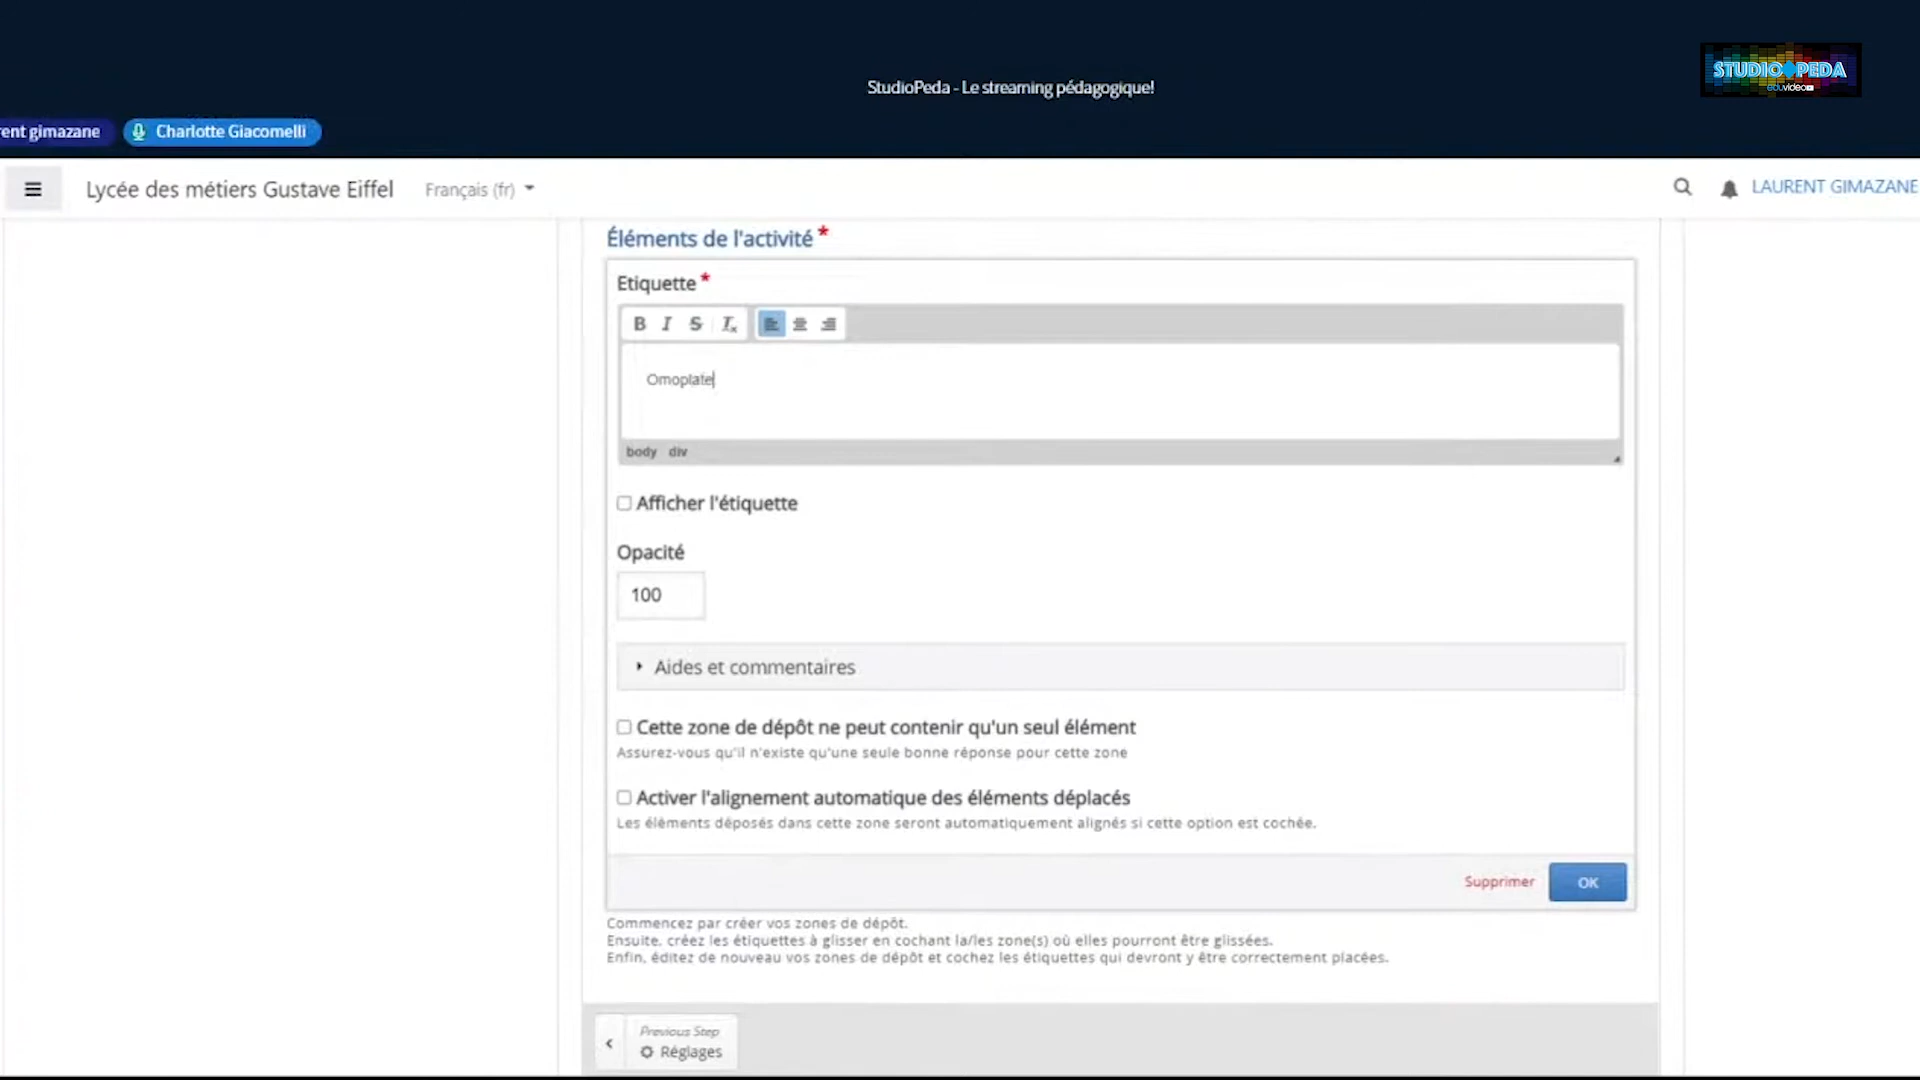 STUDIO PEDA
eduvideo
StudioPeda - Le streaming pédagogique!
rent gimazane
Charlotte Giacomelli
Lycée des métiers Gustave Eiffel
Français (fr)
LAURENT GIMAZANE
Éléments de l'activité *
Etiquette *
B I S Tx
Omoplate
body div
Afficher l'étiquette
Opacité
100
Aides et commentaires
Cette zone de dépôt ne peut contenir qu'un seul élément
Assurez-vous qu'il n'existe qu'une seule bonne réponse pour cette zone
Activer l'alignement automatique des éléments déplacés
Les éléments déposés dans cette zone seront automatiquement alignés si cette option est cochée.
Supprimer
OK
Commencez par créer vos zones de dépôt.
Ensuite, créez les étiquettes à glisser en cochant la/les zone(s) où elles pourront être glissées.
Enfin, éditez de nouveau vos zones de dépôt et cochez les étiquettes qui devront y être correctement placées.
Previous Step
Réglages